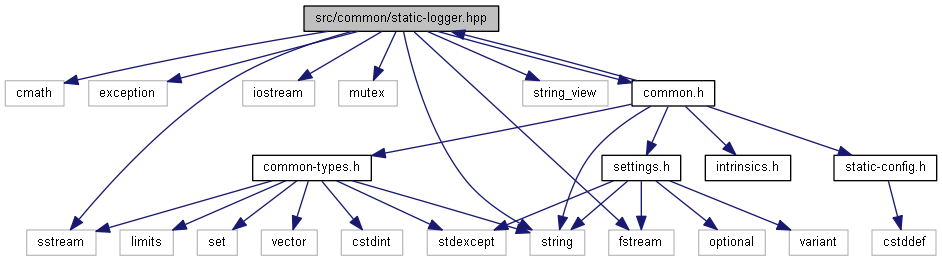 src/common/static-logger.hpp
cmath
exception
iostream
mutex
string_view
common.h
common-types.h
settings.h
intrinsics.h
static-config.h
sstream
limits
set
vector
cstdint
stdexcept
string
fstream
optional
variant
cstddef